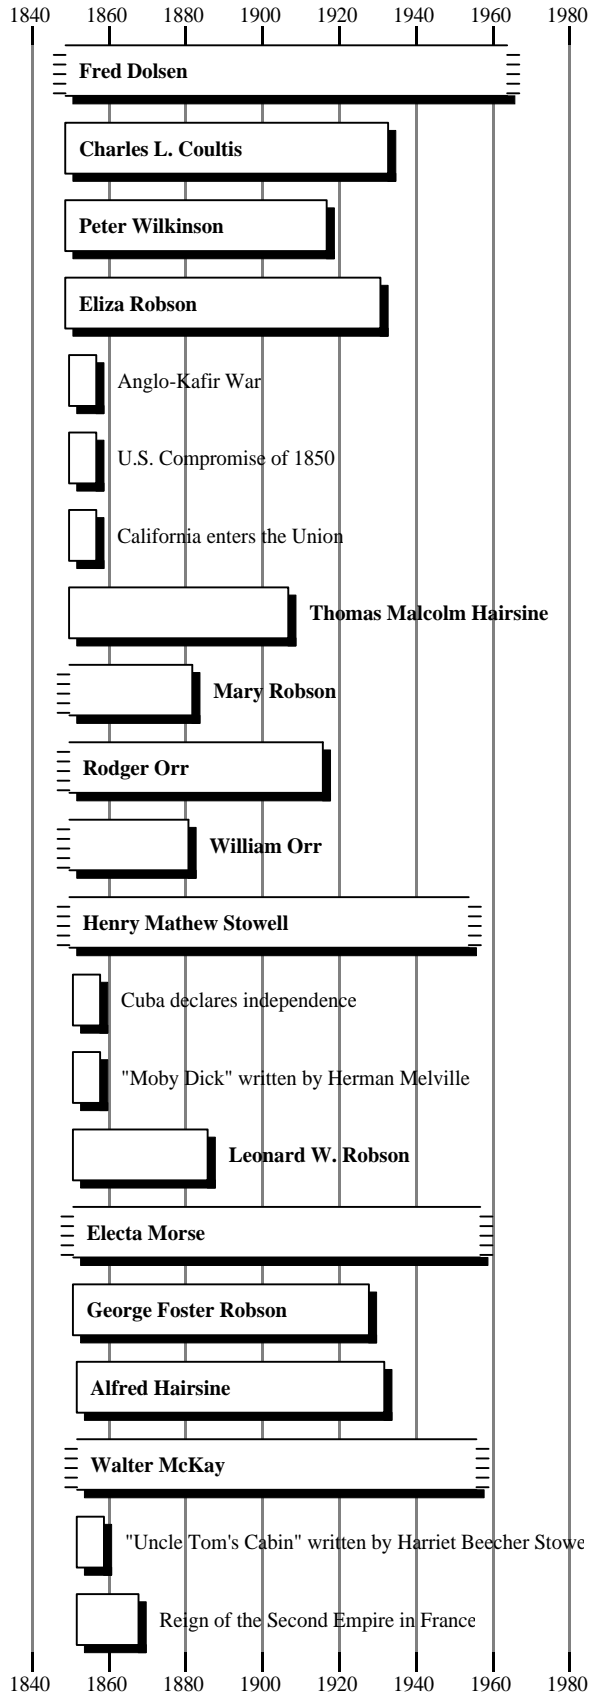 1840 1860 1880 1900 1920 1940 1960 1980
Fred Dolsen
Charles L. Coultis
Peter Wilkinson
Eliza Robson
Anglo-Kafir War
U.S. Compromise of 1850
California enters the Union
Thomas Malcolm Hairsine
Mary Robson
Rodger Orr
William Orr
Henry Mathew Stowell
Cuba declares independence
"Moby Dick" written by Herman Melville
Leonard W. Robson
Electa Morse
George Foster Robson
Alfred Hairsine
Walter McKay
"Uncle Tom's Cabin" written by Harriet Beecher Stowe
Reign of the Second Empire in France
1840 1860 1880 1900 1920 1940 1960 1980